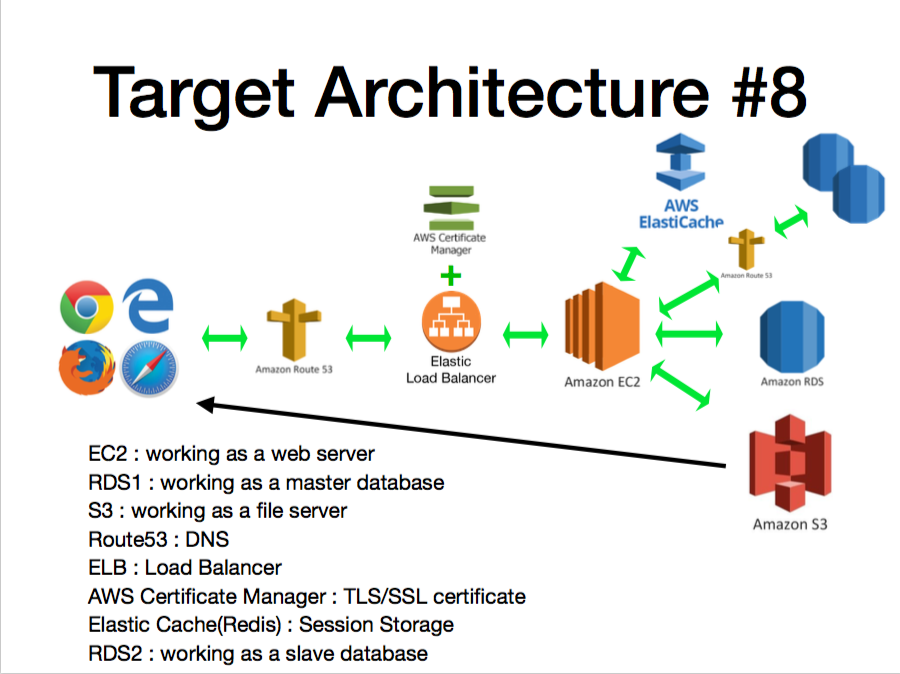 Target Architecture #8
AWS
ElastiCache
AWS Certificate
Manager
Amazon Route 53
Amazon Route 53
Elastic
Load Balancer
Amazon EC2
Amazon RDS
Amazon S3
EC2 : working as a web server
RDS1 : working as a master database
S3 : working as a file server
Route53 : DNS
ELB : Load Balancer
AWS Certificate Manager : TLS/SSL certificate
Elastic Cache(Redis) : Session Storage
RDS2 : working as a slave database